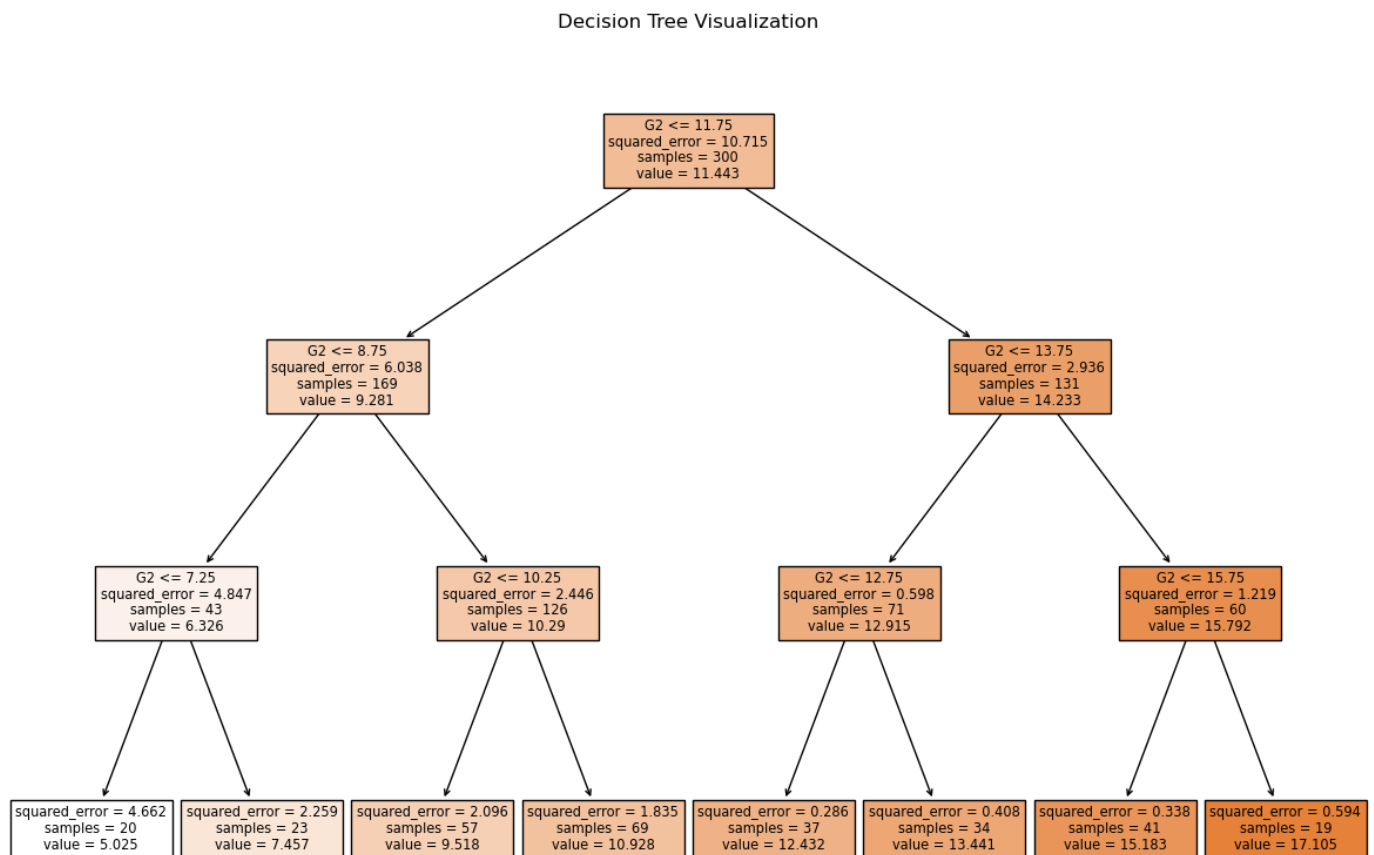 Decision Tree Visualization
G2 <= 11.75
squared_error = 10.715
samples = 300
value = 11.443
G2 <= 8.75
squared_error = 6.038
samples = 169
value = 9.281
G2 <= 13.75
squared_error = 2.936
samples = 131
value = 14.233
G2 <= 7.25
squared_error = 4.847
samples = 43
value = 6.326
G2 <= 10.25
squared_error = 2.446
samples = 126
value = 10.29
G2 <= 12.75
squared_error = 0.598
samples = 71
value = 12.915
G2 <= 15.75
squared_error = 1.219
samples = 60
value = 15.792
squared_error = 4.662
samples = 20
value = 5.025
squared_error = 2.259
samples = 23
value = 7.457
squared_error = 2.096
samples = 57
value = 9.518
squared_error = 1.835
samples = 69
value = 10.928
squared_error = 0.286
samples = 37
value = 12.432
squared_error = 0.408
samples = 34
value = 13.441
squared_error = 0.338
samples = 41
value = 15.183
squared_error = 0.594
samples = 19
value = 17.105